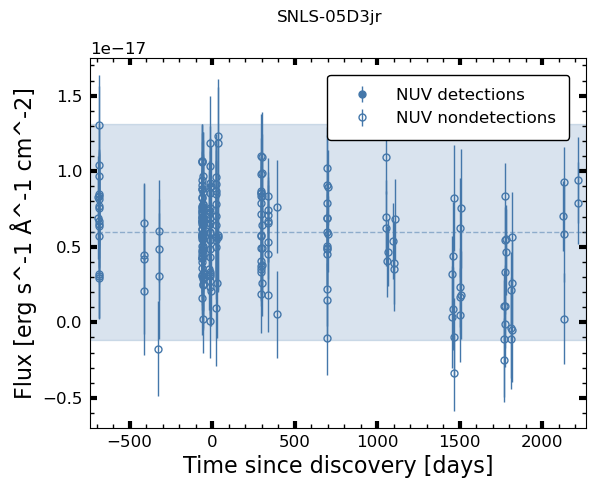 SNLS-05D3jr
1e−17
NUV detections
NUV nondetections
1.5
1.0
0.5
0.0
−0.5
Flux [erg s^-1 Å^-1 cm^-2]
−500 0 500 1000 1500 2000
Time since discovery [days]